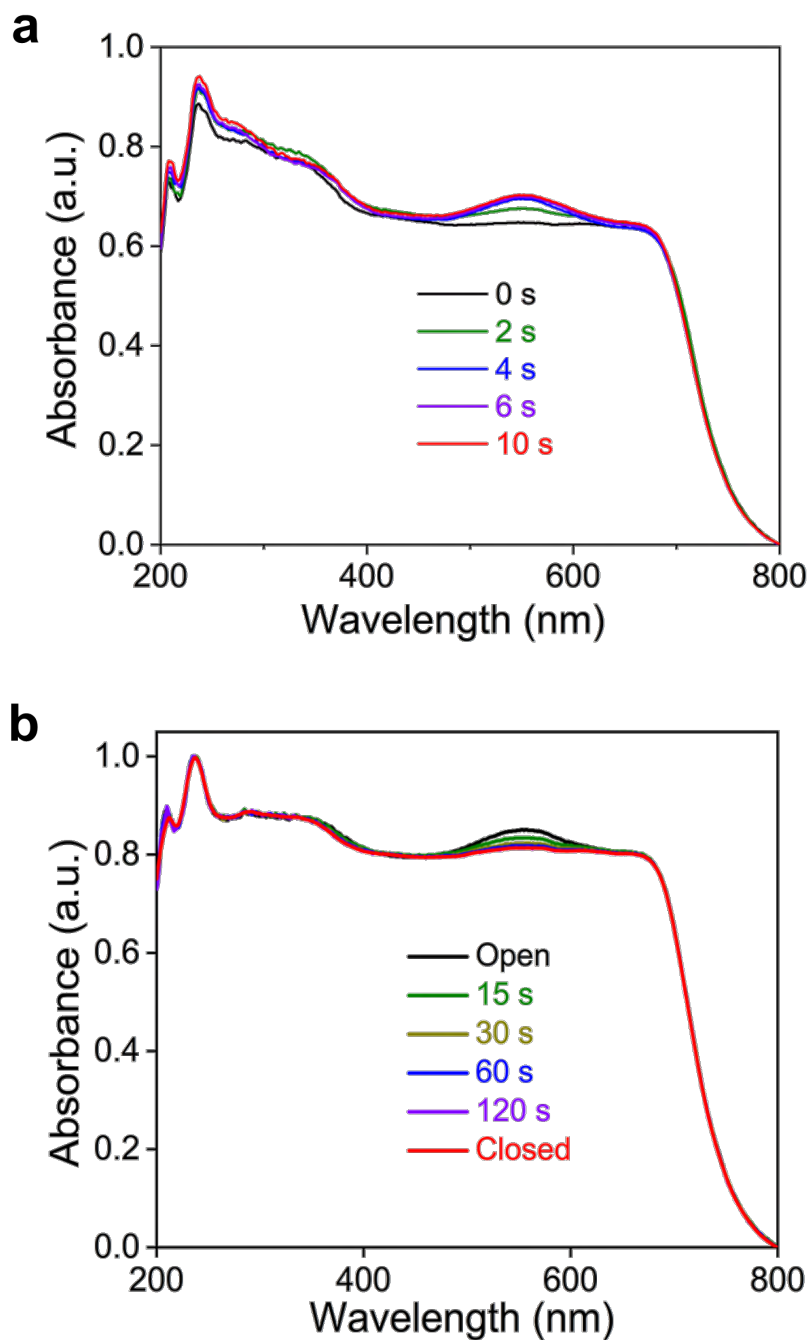 a
1.0
0.8
0.6
0.4
0.2
0.0
Absorbance (a.u.)
0 s
2 s
4 s
6 s
10 s
200
400
600
800
Wavelength (nm)
b
1.0
0.8
0.6
0.4
0.2
0.0
Absorbance (a.u.)
Open
15 s
30 s
60 s
120 s
Closed
200
400
600
800
Wavelength (nm)